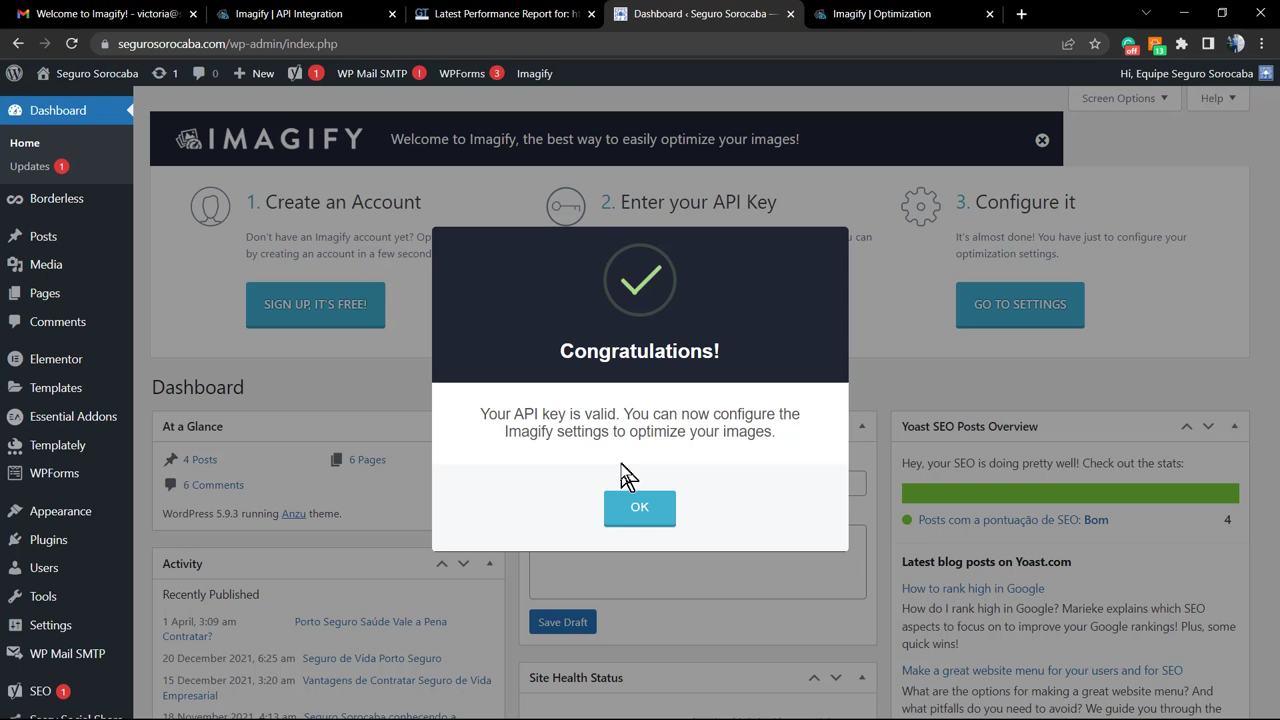 Welcome to Imagify! - victoria@s
Imagify | API Integration
Latest Performance Report for: ht
Dashboard ‹ Seguro Sorocaba —
Imagify | Optimization
segurosorocaba.com/wp-admin/index.php
off
13
Seguro Sorocaba
1
0
New
1
WP Mail SMTP !
WPForms 3
Imagify
Hi, Equipe Seguro Sorocaba
Dashboard
Home
Updates 1
Borderless
Posts
Media
Pages
Comments
Elementor
Templates
Essential Addons
Templately
WPForms
Appearance
Plugins
Users
Tools
Settings
WP Mail SMTP
SEO 1
Screen Options
Help
IMAGIFY
Welcome to Imagify, the best way to easily optimize your images!
1. Create an Account
Don't have an Imagify account yet? Op
by creating an account in a few second
SIGN UP, IT'S FREE!
2. Enter your API Key
can
3. Configure it
It's almost done! You have just to configure your
optimization settings.
GO TO SETTINGS
Congratulations!
Your API key is valid. You can now configure the
Imagify settings to optimize your images.
OK
Dashboard
At a Glance
4 Posts
6 Pages
6 Comments
WordPress 5.9.3 running Anzu theme.
Activity
Recently Published
1 April, 3:09 am Porto Seguro Saúde Vale a Pena
Contratar?
20 December 2021, 6:25 am Seguro de Vida Porto Seguro
15 December 2021, 3:20 am Vantagens de Contratar Seguro de Vida
Empresarial
18 November 2021, 4:13 am Seguro Sorocaba conhecendo a
Save Draft
Site Health Status
Yoast SEO Posts Overview
Hey, your SEO is doing pretty well! Check out the stats:
Posts com a pontuação de SEO: Bom 4
Latest blog posts on Yoast.com
How to rank high in Google
How do I rank high in Google? Marieke explains which SEO
aspects to focus on to improve your Google rankings! Plus, some
quick wins!
Make a great website menu for your users and for SEO
What are the options for making a great website menu? And
what pitfalls do you need to avoid? We guide you through the